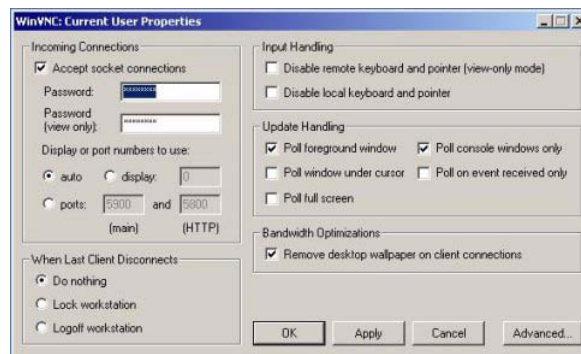 WinVNC: Current User Properties
Incoming Connections
Accept socket connections
Password: ********
Password (view only): ********
Display or port numbers to use:
auto display: 0
ports: 5900 and 5800
(main) (HTTP)
When Last Client Disconnects
Do nothing
Lock workstation
Logoff workstation
Input Handling
Disable remote keyboard and pointer (view-only mode)
Disable local keyboard and pointer
Update Handling
Poll foreground window Poll console windows only
Poll window under cursor Poll on event received only
Poll full screen
Bandwidth Optimizations
Remove desktop wallpaper on client connections
OK Apply Cancel Advanced...